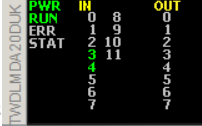 TWDLMDA20DUK
PWR IN OUT
RUN 0 8 0
ERR 1 9 1
STAT 2 10 2
3 11 3
4 4
5 5
6 6
7 7